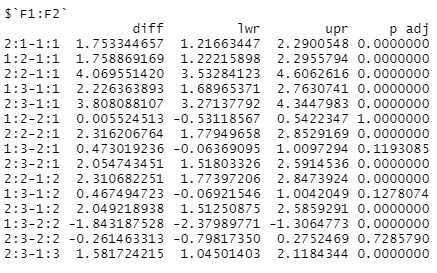 $`F1:F2`
diff lwr upr p adj
2:1-1:1 1.753344657 1.21663447 2.2900548 0.0000000
1:2-1:1 1.758869169 1.22215898 2.2955794 0.0000000
2:2-1:1 4.069551420 3.53284123 4.6062616 0.0000000
1:3-1:1 2.226363893 1.68965371 2.7630741 0.0000000
2:3-1:1 3.808088107 3.27137792 4.3447983 0.0000000
1:2-2:1 0.005524513 -0.53118567 0.5422347 1.0000000
2:2-2:1 2.316206764 1.77949658 2.8529169 0.0000000
1:3-2:1 0.473019236 -0.06369095 1.0097294 0.1193085
2:3-2:1 2.054743451 1.51803326 2.5914536 0.0000000
2:2-1:2 2.310682251 1.77397206 2.8473924 0.0000000
1:3-1:2 0.467494723 -0.06921546 1.0042049 0.1278074
2:3-1:2 2.049218938 1.51250875 2.5859291 0.0000000
1:3-2:2 -1.843187528 -2.37989771 -1.3064773 0.0000000
2:3-2:2 -0.261463313 -0.79817350 0.2752469 0.7285790
2:3-1:3 1.581724215 1.04501403 2.1184344 0.0000000